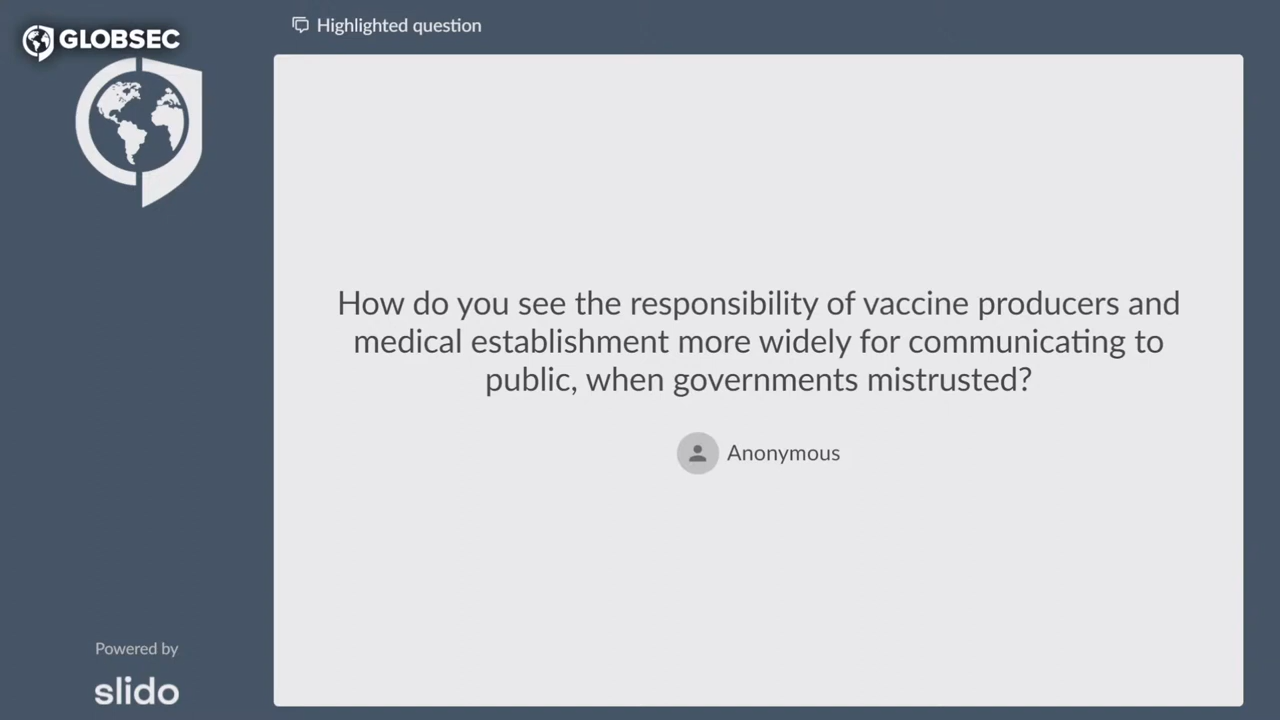 GLOBSEC
Highlighted question
How do you see the responsibility of vaccine producers and
medical establishment more widely for communicating to
public, when governments mistrusted?
Anonymous
Powered by
slido